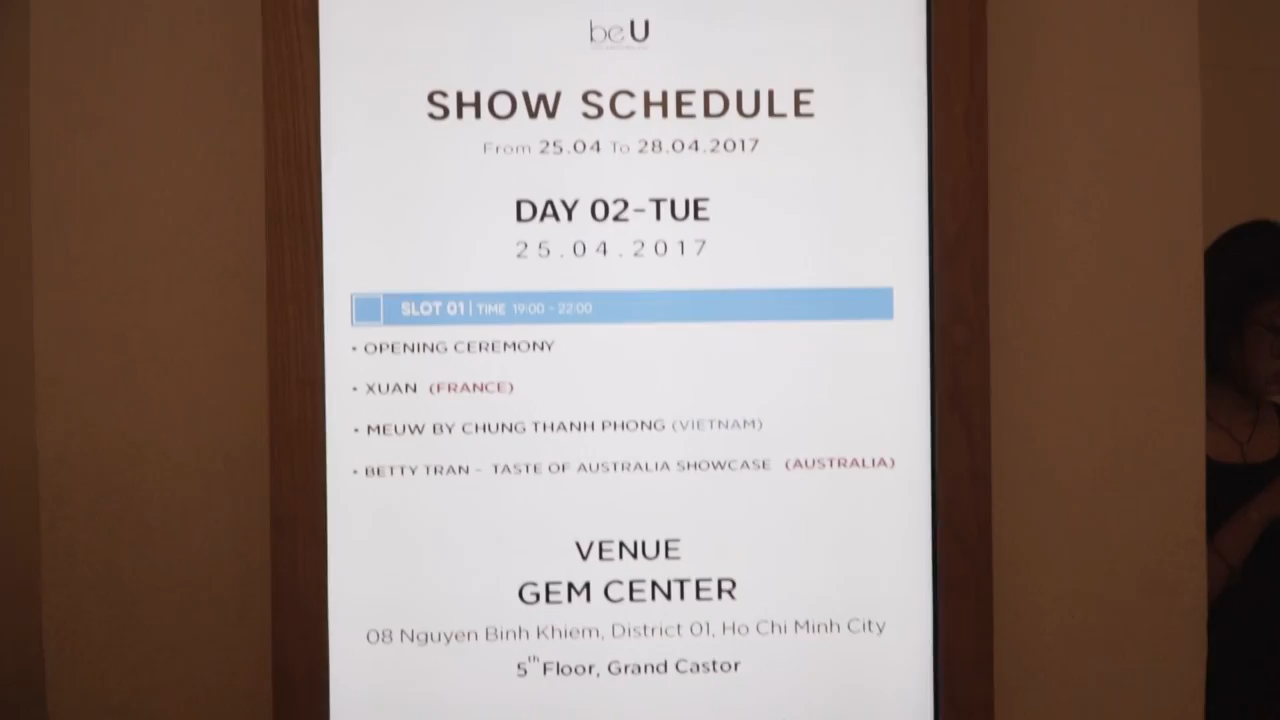 beU
SHOW SCHEDULE
From 25.04 To 28.04.2017
DAY 02-TUE
25.04.2017
SLOT 01 | TIME 19:00 - 22:00
• OPENING CEREMONY
• XUAN (FRANCE)
• MEUW BY CHUNG THANH PHONG (VIETNAM)
• BETTY TRAN - TASTE OF AUSTRALIA SHOWCASE (AUSTRALIA)
VENUE
GEM CENTER
08 Nguyen Binh Khiem, District 01, Ho Chi Minh City
5th Floor, Grand Castor